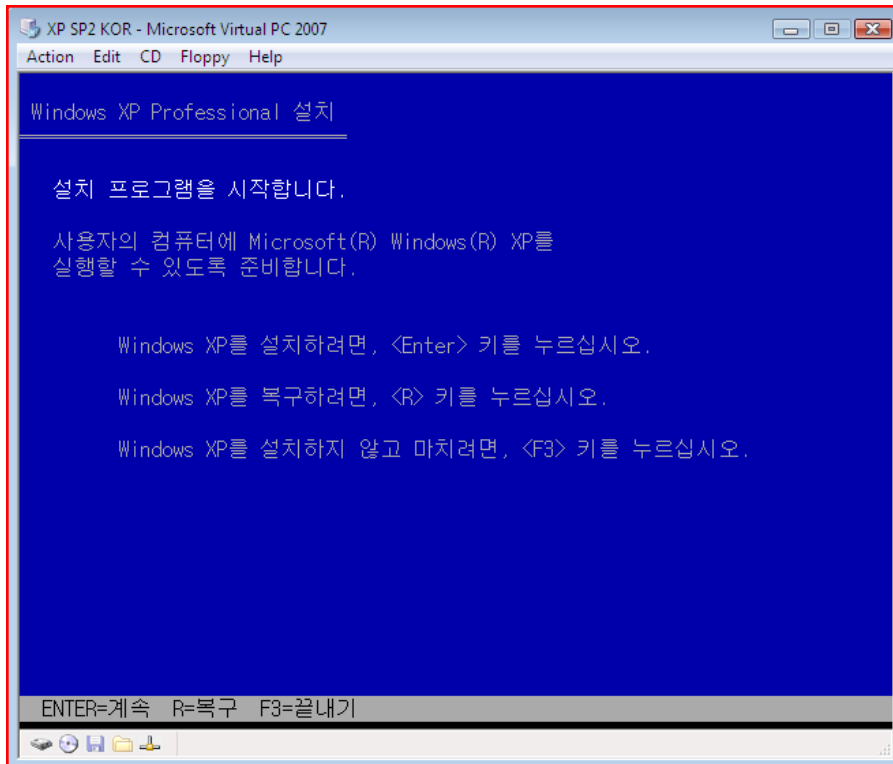 XP SP2 KOR - Microsoft Virtual PC 2007
Action Edit CD Floppy Help
Windows XP Professional 설치
설치 프로그램을 시작합니다.
사용자의 컴퓨터에 Microsoft(R) Windows(R) XP를
실행할 수 있도록 준비합니다.
Windows XP를 설치하려면, <Enter> 키를 누르십시오.
Windows XP를 복구하려면, <R> 키를 누르십시오.
Windows XP를 설치하지 않고 마치려면, <F3> 키를 누르십시오.
ENTER=계속 R=복구 F3=끝내기